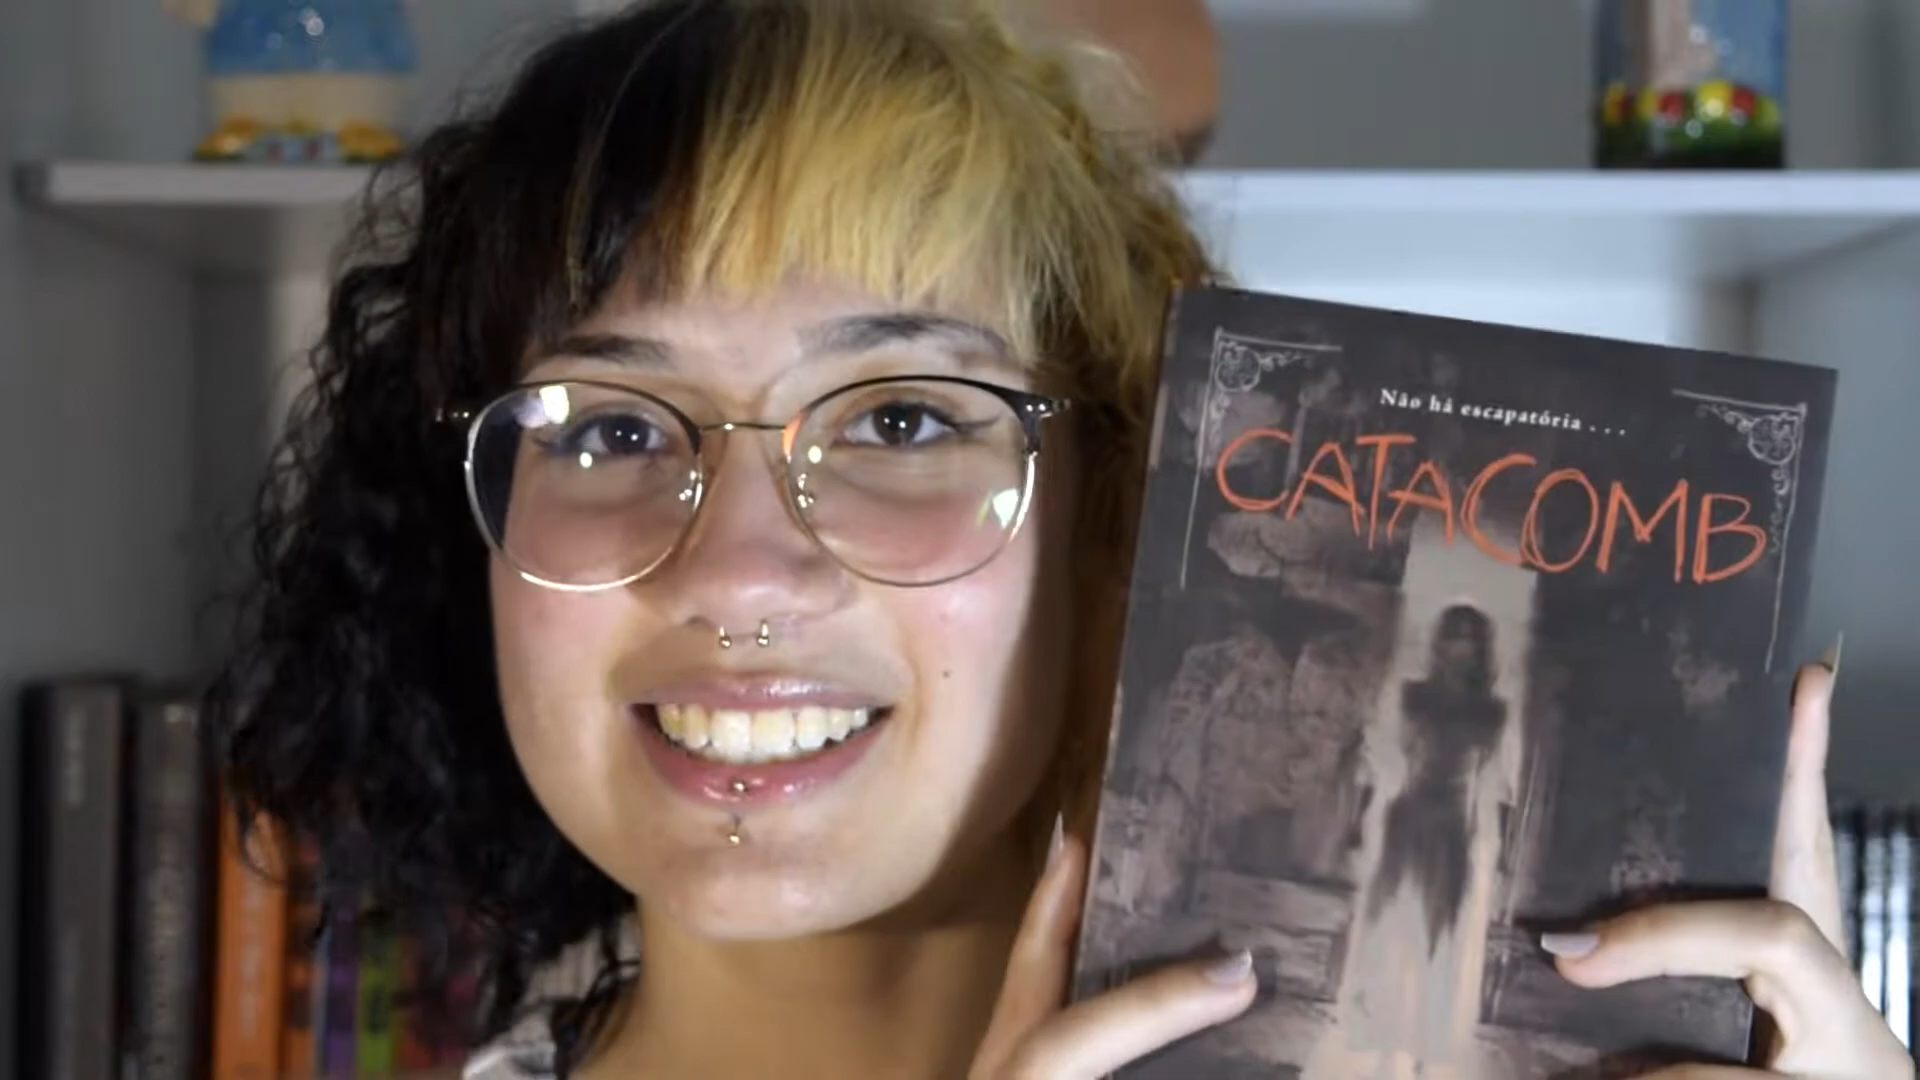 Não há escapatória . . .
CATACOMB